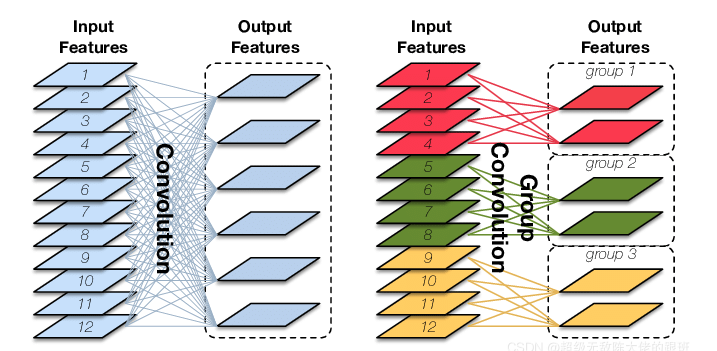 Input
Features
Output
Features
1
2
3
4
5
6
7
8
9
10
11
12
Convolution
Input
Features
Output
Features
1
2
3
4
5
6
7
8
9
10
11
12
Group
Convolution
group 1
group 2
group 3